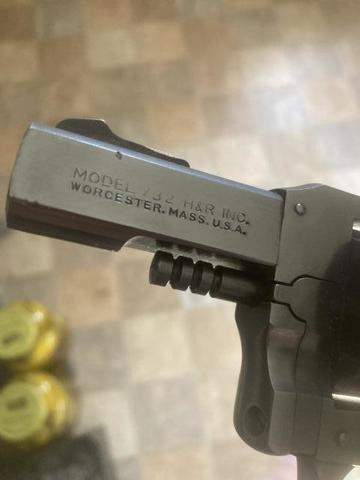 MODEL 732 H&R INC.
WORCESTER. MASS. U.S.A.